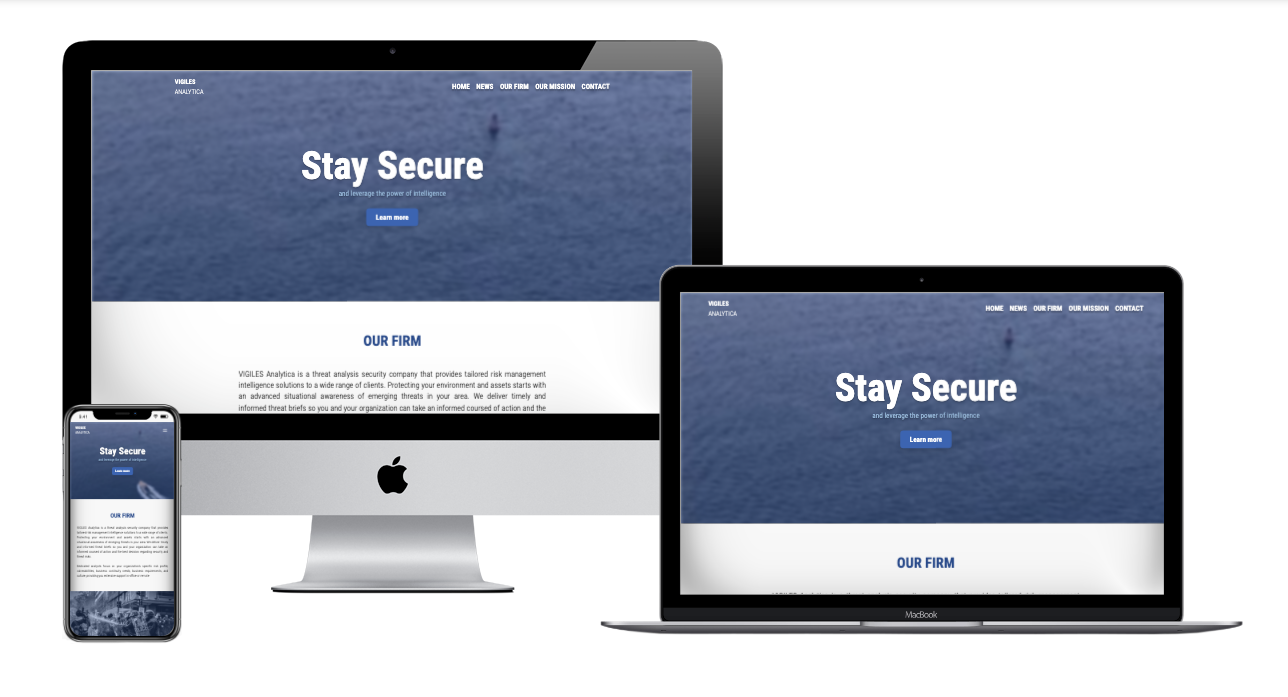 VIGILES
ANALYTICA
HOME NEWS OUR FIRM OUR MISSION CONTACT
Stay Secure
and leverage the power of intelligence
Learn more
OUR FIRM
VIGILES Analytica is a threat analysis security company that provides tailored risk management
intelligence solutions to a wide range of clients. Protecting your environment and assets starts with
an advanced situational awareness of emerging threats in your area. We deliver timely and
informed threat briefs so you and your organization can take an informed coursed of action and the
VIGILES
ANALYTICA
HOME NEWS OUR FIRM OUR MISSION CONTACT
Stay Secure
and leverage the power of intelligence
Learn more
OUR FIRM
MacBook
9:41
VIGILES
ANALYTICA
Stay Secure
and leverage the power of intelligence
Learn more
OUR FIRM